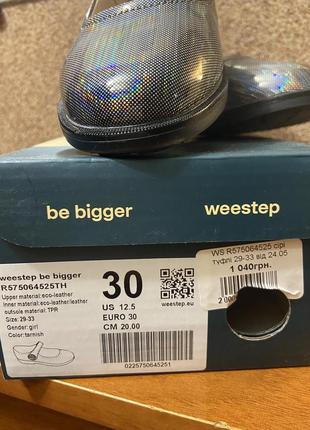 be bigger
weestep
weestep be bigger
R575064525TH
Upper material: eco-leather
Inner material: eco-leather/leather
outsole material: TPR
Size: 29-33
Gender: girl
Color: tarnish
30
US 12.5
EURO 30
CM 20.00
weestep.eu
0225750645251
WS R575064525 сірі
туфлі 29-33 від 24.05
1 040грн.